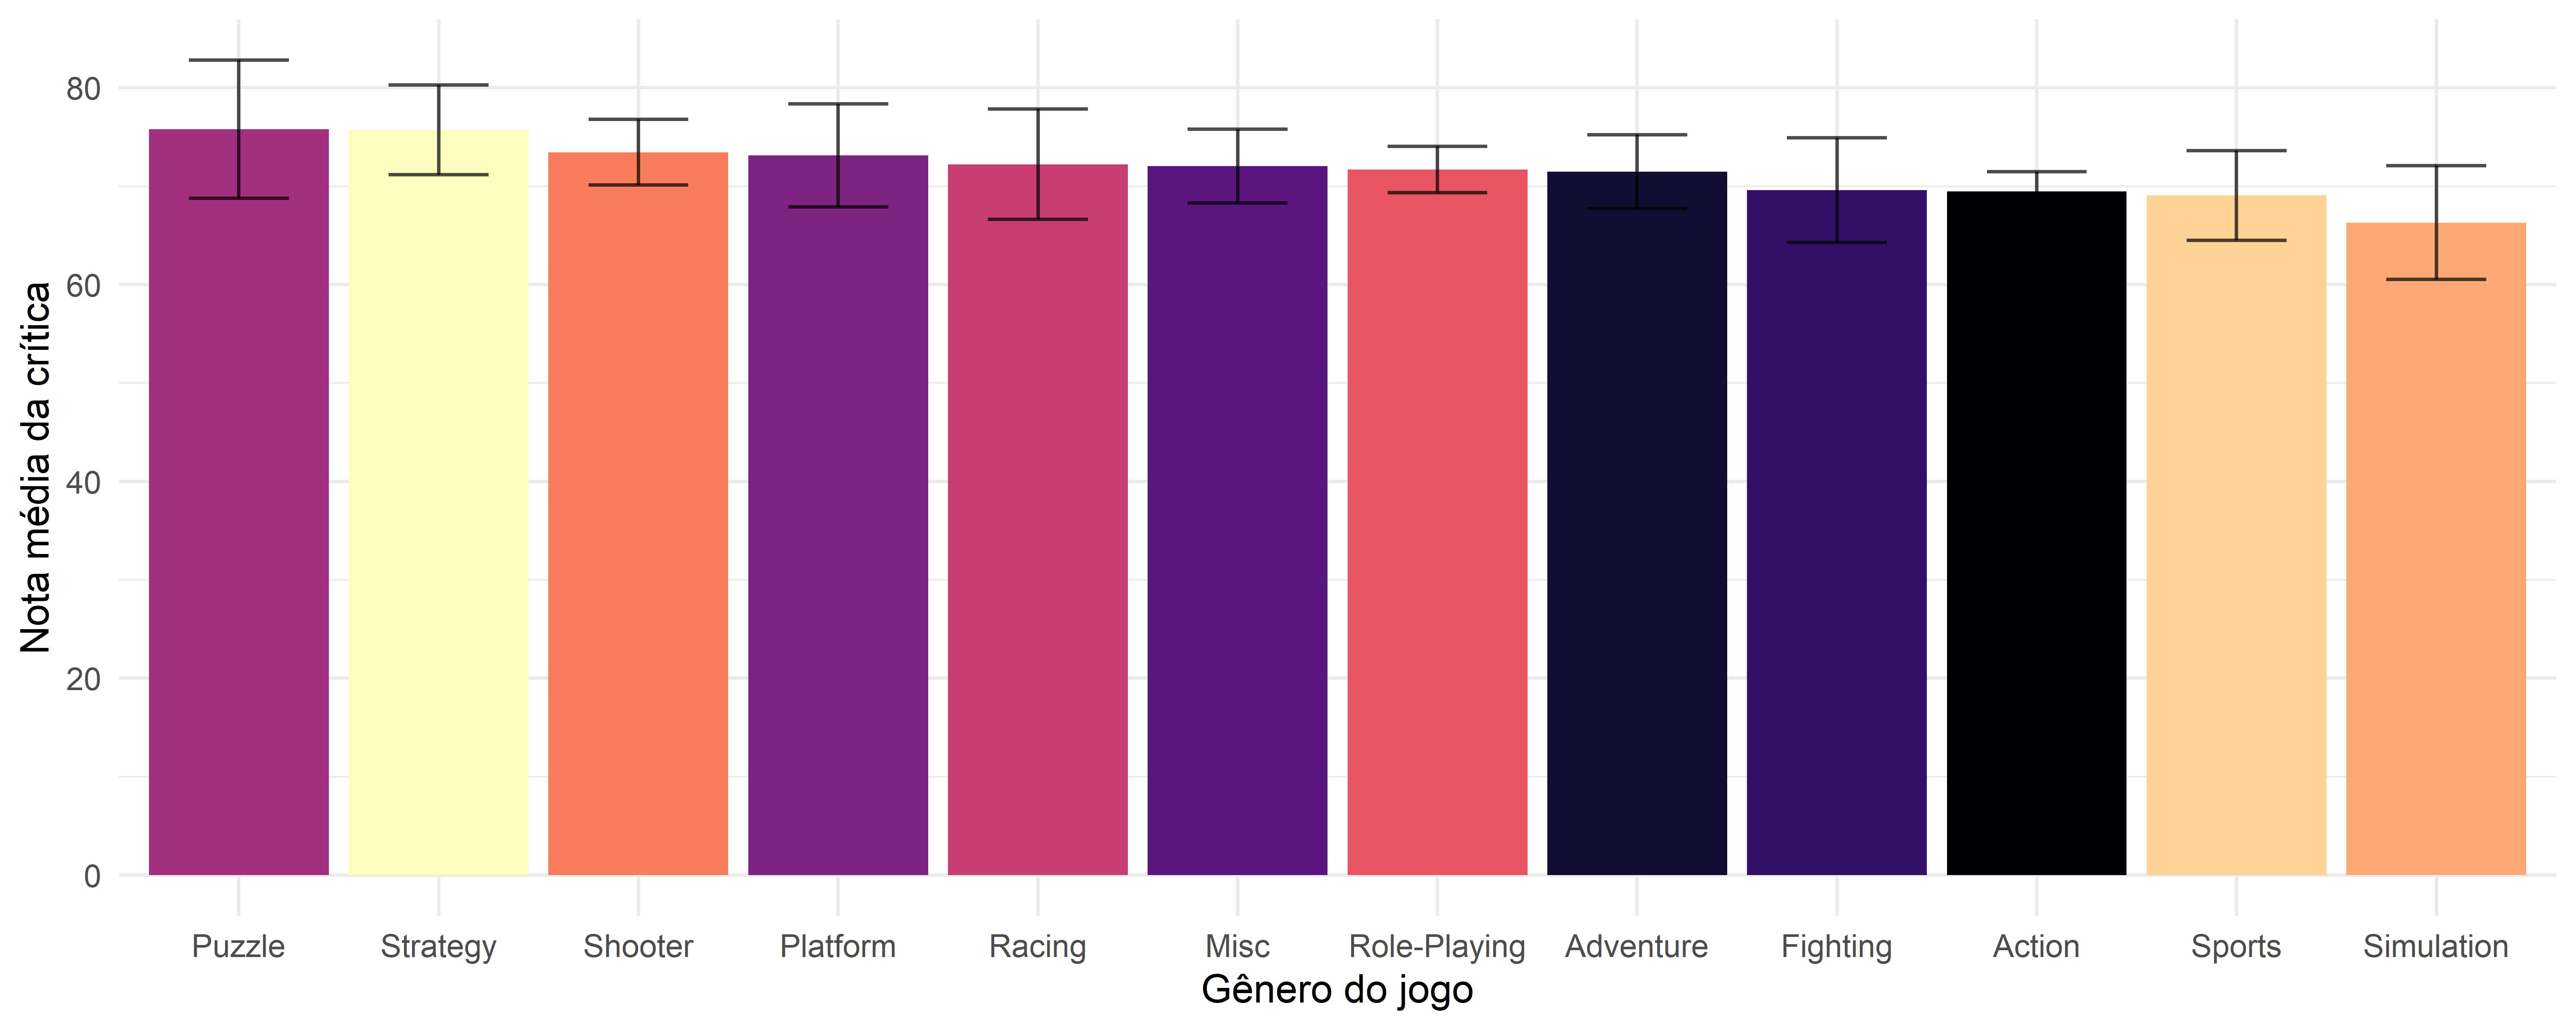 Nota média da crítica
80
60
40
20
0
Puzzle Strategy Shooter Platform Racing Misc Role-Playing Adventure Fighting Action Sports Simulation
Gênero do jogo